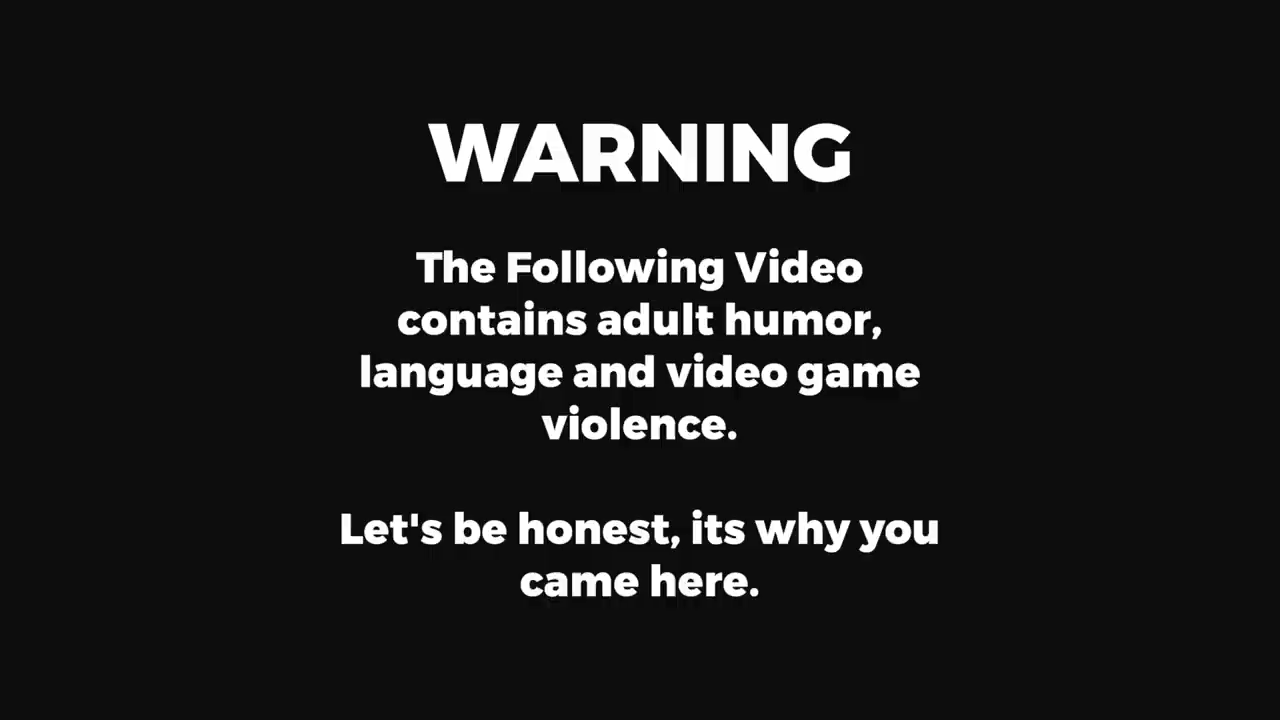 WARNING
The Following Video
contains adult humor,
language and video game
violence.
Let's be honest, its why you
came here.